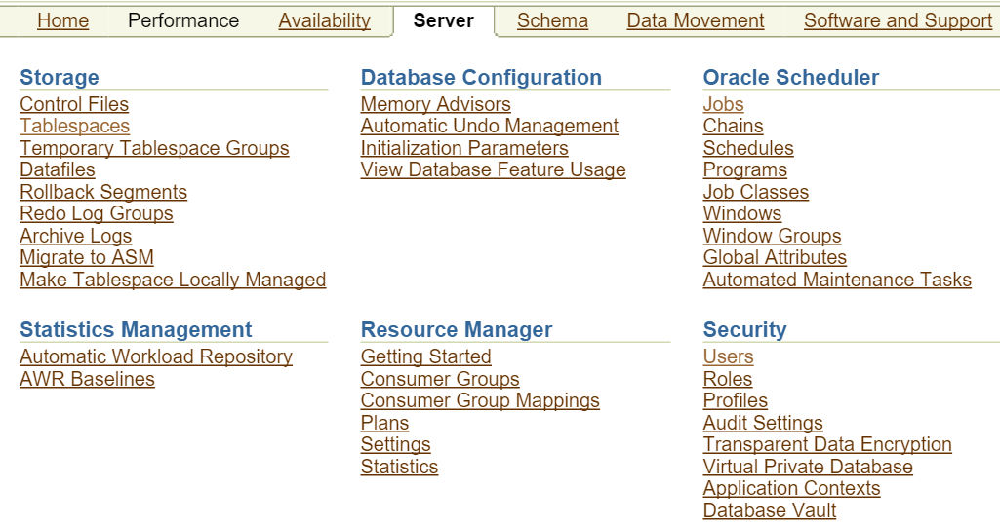 Home Performance Availability Server Schema Data Movement Software and Support
Storage
Control Files
Tablespaces
Temporary Tablespace Groups
Datafiles
Rollback Segments
Redo Log Groups
Archive Logs
Migrate to ASM
Make Tablespace Locally Managed
Database Configuration
Memory Advisors
Automatic Undo Management
Initialization Parameters
View Database Feature Usage
Oracle Scheduler
Jobs
Chains
Schedules
Programs
Job Classes
Windows
Window Groups
Global Attributes
Automated Maintenance Tasks
Statistics Management
Automatic Workload Repository
AWR Baselines
Resource Manager
Getting Started
Consumer Groups
Consumer Group Mappings
Plans
Settings
Statistics
Security
Users
Roles
Profiles
Audit Settings
Transparent Data Encryption
Virtual Private Database
Application Contexts
Database Vault